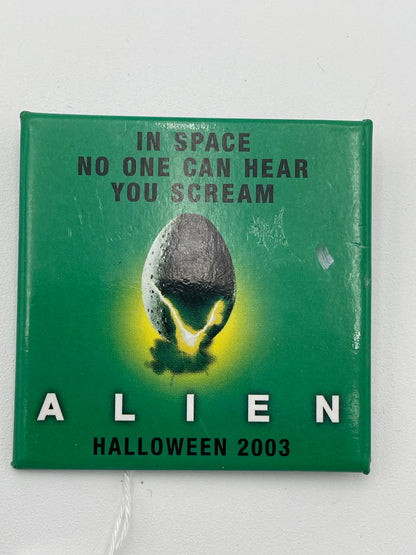 IN SPACE
NO ONE CAN HEAR
YOU SCREAM
ALIEN
HALLOWEEN 2003